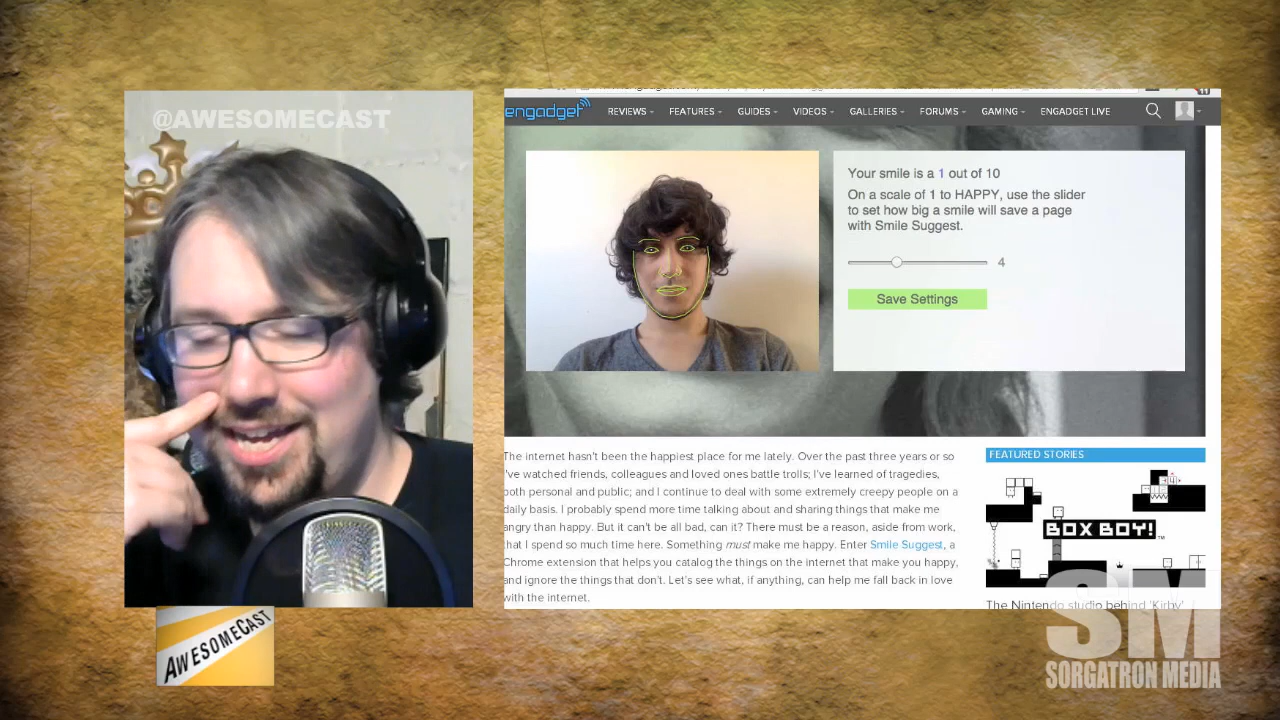 @AWESOMECAST
engadget
REVIEWS
FEATURES
GUIDES
VIDEOS
GALLERIES
FORUMS
GAMING
ENGADGET LIVE
Your smile is a 1 out of 10
On a scale of 1 to HAPPY, use the slider
to set how big a smile will save a page
with Smile Suggest.
4
Save Settings
The internet hasn't been the happiest place for me lately. Over the past three years or so
I've watched friends, colleagues and loved ones battle trolls; I've learned of tragedies,
both personal and public; and I continue to deal with some extremely creepy people on a
daily basis. I probably spend more time talking about and sharing things that make me
angry than happy. But it can't be all bad, can it? There must be a reason, aside from work,
that I spend so much time here. Something must make me happy. Enter Smile Suggest, a
Chrome extension that helps you catalog the things on the internet that make you happy,
and ignore the things that don't. Let's see what, if anything, can help me fall back in love
with the internet.
FEATURED STORIES
BOX BOY!
TM
The Nintendo studio behind 'Kirby'
AWESOMECAST
SM
SORGATRON MEDIA